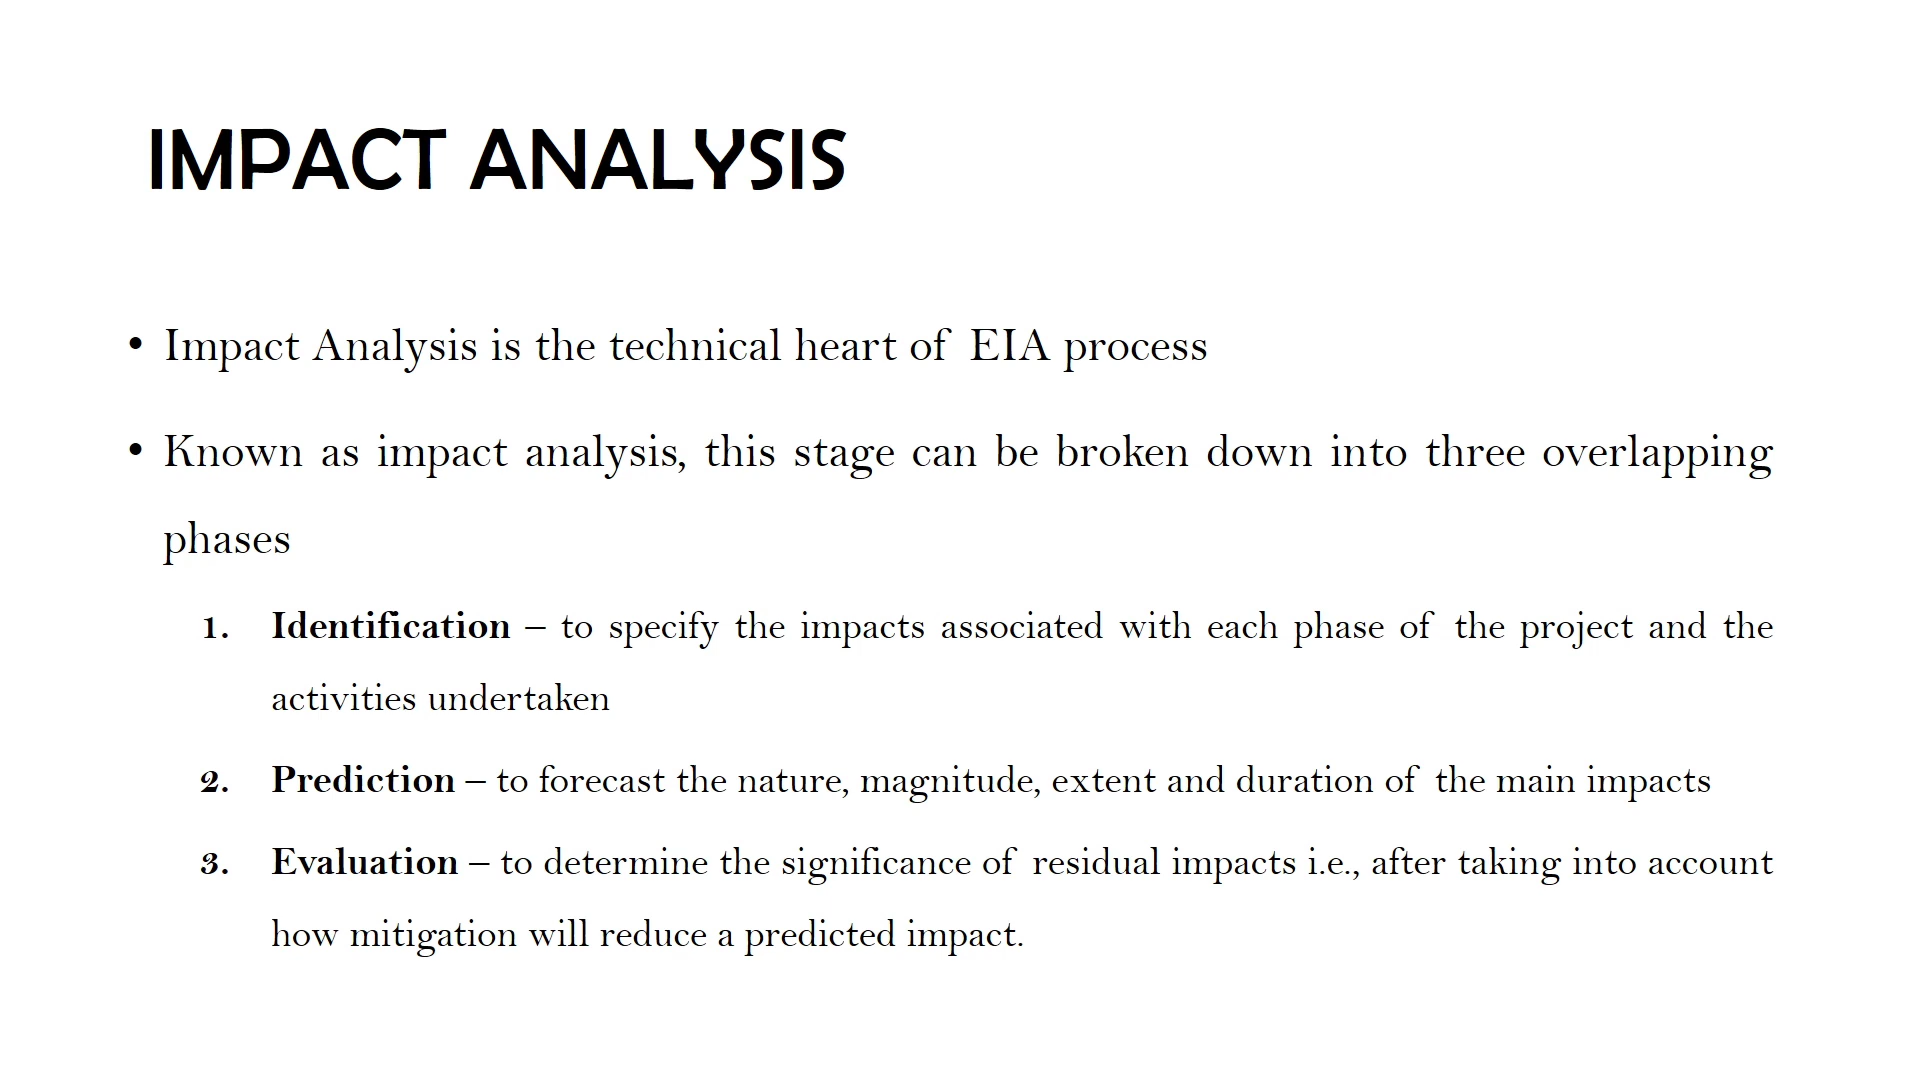 IMPACT ANALYSIS
• Impact Analysis is the technical heart of EIA process
• Known as impact analysis, this stage can be broken down into three overlapping
phases
1. Identification – to specify the impacts associated with each phase of the project and the
activities undertaken
2. Prediction – to forecast the nature, magnitude, extent and duration of the main impacts
3. Evaluation – to determine the significance of residual impacts i.e., after taking into account
how mitigation will reduce a predicted impact.